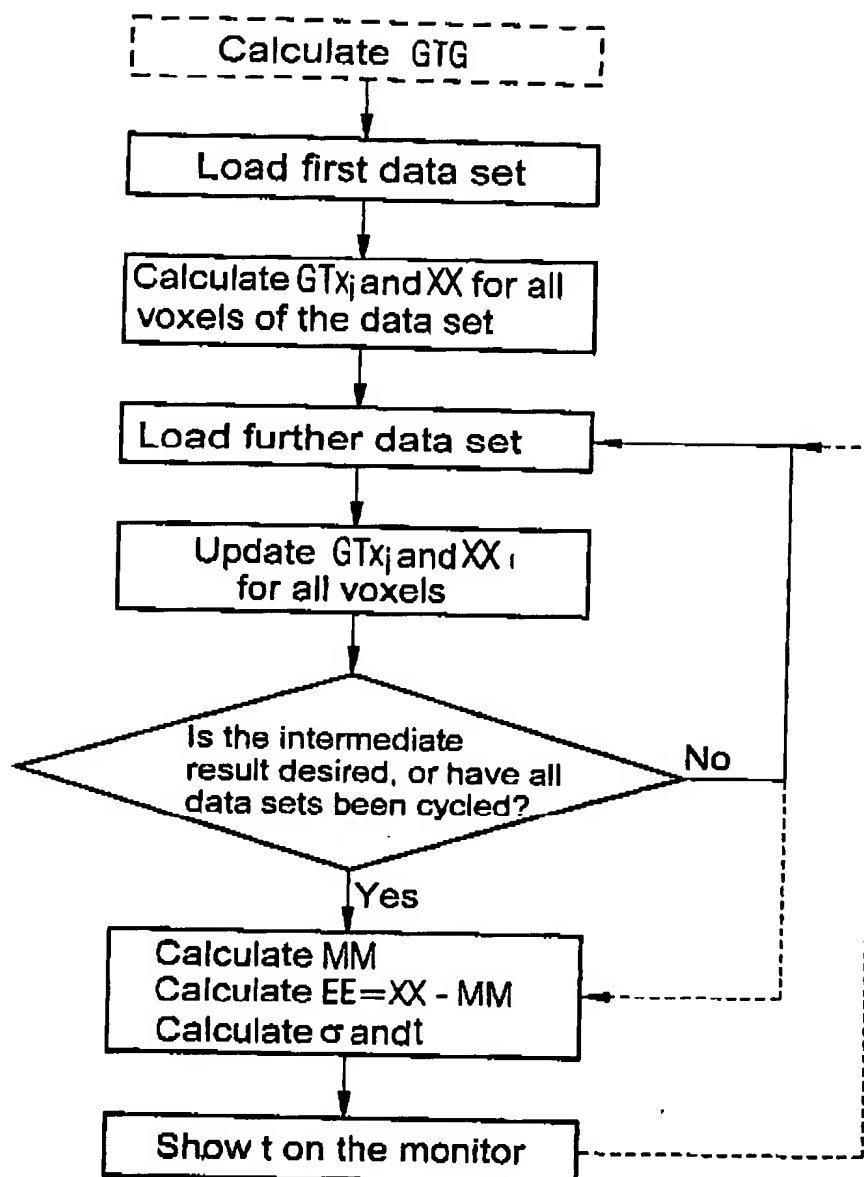 Calculate GTG
Load first data set
Calculate GTxj and XX for all
voxels of the data set
Load further data set
Update GTxj and XX
for all voxels
Is the intermediate
result desired, or have all
data sets been cycled?
No
Yes
Calculate MM
Calculate EE=XX - MM
Calculate σ and t
Show t on the monitor